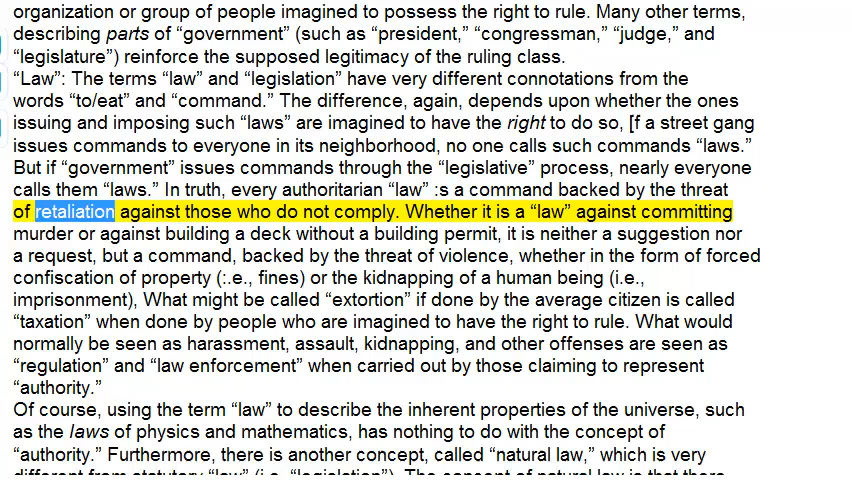 organization or group of people imagined to possess the right to rule. Many other terms,
describing parts of “government” (such as “president,” “congressman,” “judge,” and
“legislature”) reinforce the supposed legitimacy of the ruling class.
“Law”: The terms “law” and “legislation” have very different connotations from the
words “to/eat” and “command.” The difference, again, depends upon whether the ones
issuing and imposing such “laws” are imagined to have the right to do so, [f a street gang
issues commands to everyone in its neighborhood, no one calls such commands “laws.”
But if “government” issues commands through the “legislative” process, nearly everyone
calls them “laws.” In truth, every authoritarian “law” :s a command backed by the threat
of retaliation against those who do not comply. Whether it is a “law” against committing
murder or against building a deck without a building permit, it is neither a suggestion nor
a request, but a command, backed by the threat of violence, whether in the form of forced
confiscation of property (:.e., fines) or the kidnapping of a human being (i.e.,
imprisonment), What might be called “extortion” if done by the average citizen is called
“taxation” when done by people who are imagined to have the right to rule. What would
normally be seen as harassment, assault, kidnapping, and other offenses are seen as
“regulation” and “law enforcement” when carried out by those claiming to represent
“authority.”
Of course, using the term “law” to describe the inherent properties of the universe, such
as the laws of physics and mathematics, has nothing to do with the concept of
“authority.” Furthermore, there is another concept, called “natural law,” which is very
different from statutory “law” (i.e. “legislation”). The concept of natural law is that there